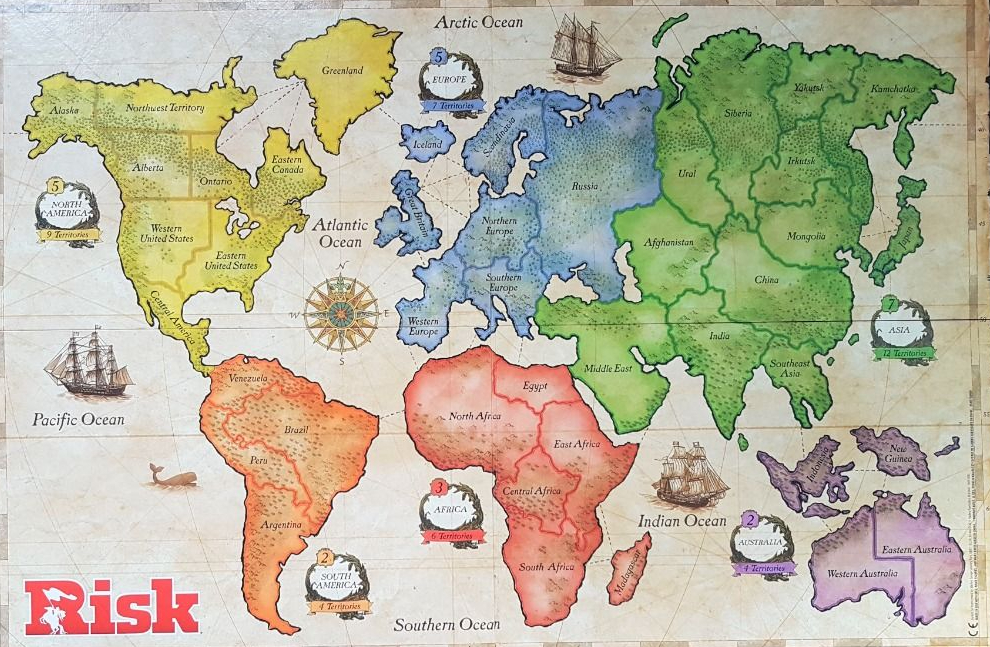 Arctic Ocean
Greenland
5
EUROPE
7 Territories
Alaska
Northwest Territory
Iceland
Scandinavia
Siberia
Yakutsk
Kamchatka
Alberta
Ontario
Eastern
Canada
Great Britain
Russia
Ural
Irkutsk
5
NORTH
AMERICA
9 Territories
Western
United States
Eastern
United States
Atlantic
Ocean
Northern
Europe
Afghanistan
Mongolia
Japan
Central America
N
W
E
S
Southern
Europe
Western
Europe
China
7
ASIA
12 Territories
India
Middle East
Southeast
Asia
Pacific Ocean
Venezuela
Brazil
Peru
Argentina
Egypt
North Africa
East Africa
Central Africa
South Africa
Madagascar
3
AFRICA
6 Territories
Indian Ocean
Indonesia
New
Guinea
2
AUSTRALIA
4 Territories
Eastern Australia
Western Australia
2
SOUTH
AMERICA
4 Territories
Risk
Southern Ocean
CE